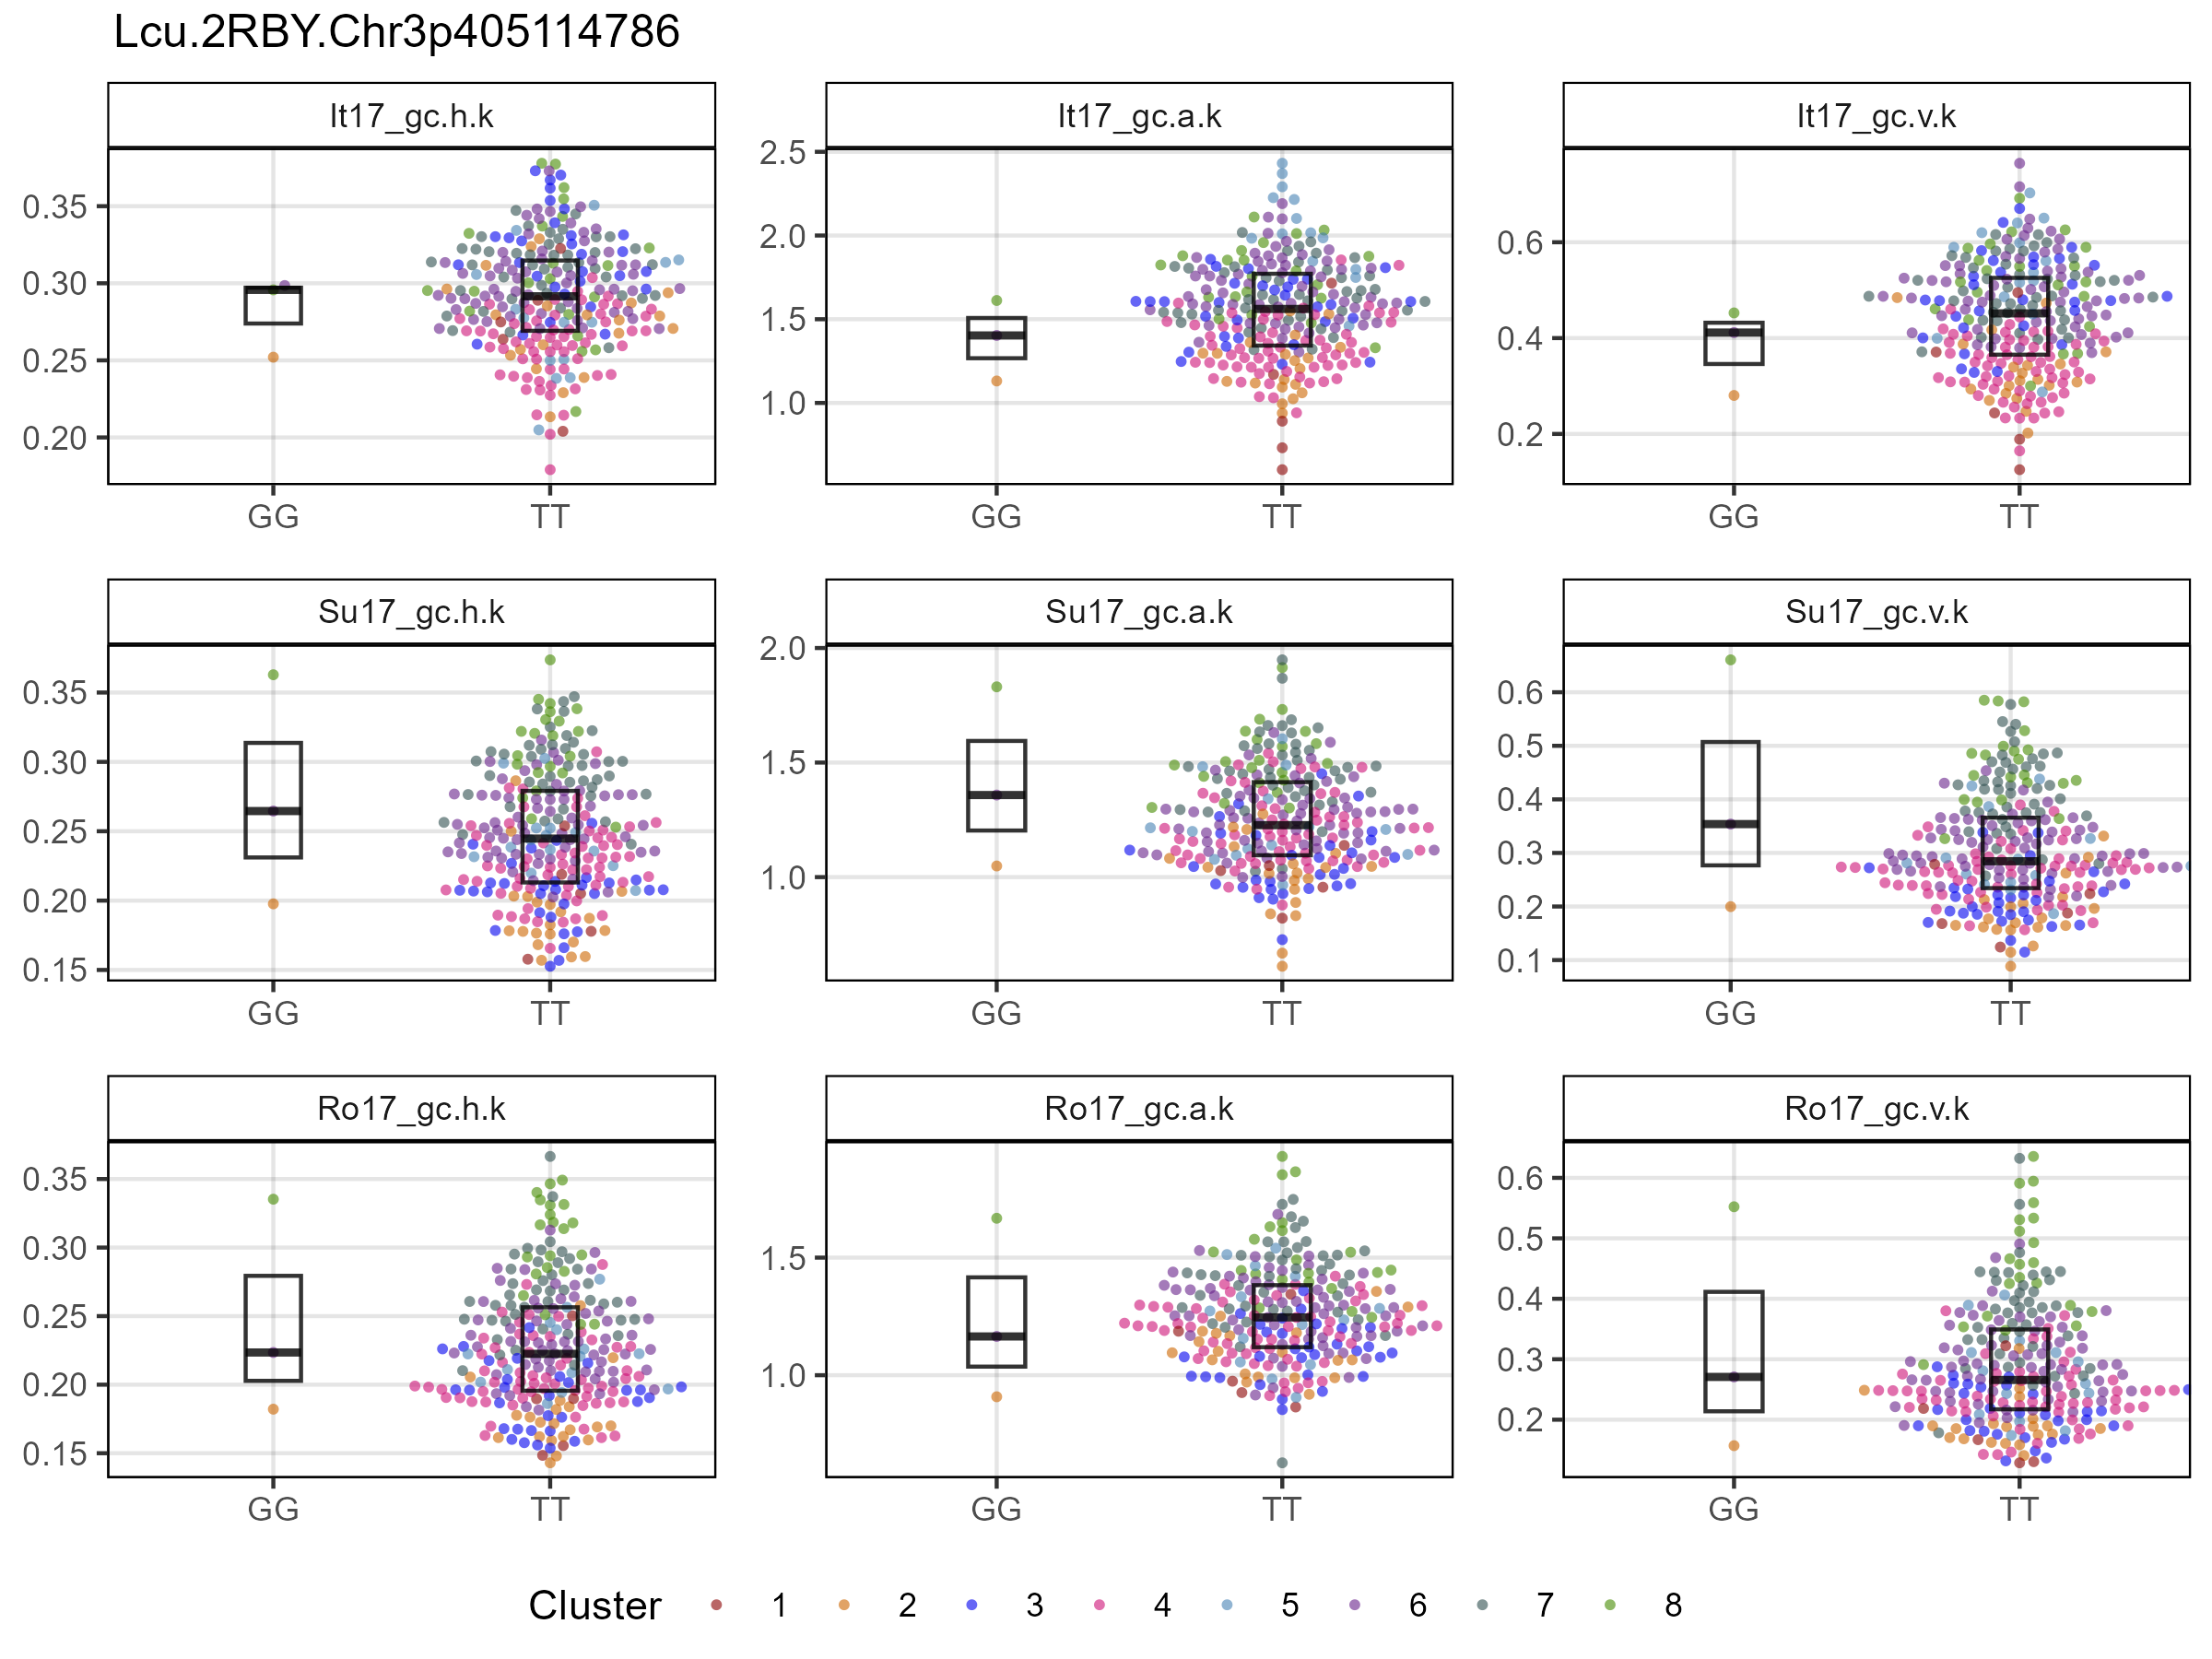 Lcu.2RBY.Chr3p405114786
It17_gc.h.k
It17_gc.a.k
It17_gc.v.k
0.35
0.30
0.25
0.20
GG
TT
2.5
2.0
1.5
1.0
GG
TT
0.6
0.4
0.2
GG
TT
Su17_gc.h.k
Su17_gc.a.k
Su17_gc.v.k
0.35
0.30
0.25
0.20
0.15
GG
TT
2.0
1.5
1.0
GG
TT
0.6
0.5
0.4
0.3
0.2
0.1
GG
TT
Ro17_gc.h.k
Ro17_gc.a.k
Ro17_gc.v.k
0.35
0.30
0.25
0.20
0.15
GG
TT
1.5
1.0
GG
TT
0.6
0.5
0.4
0.3
0.2
GG
TT
Cluster 1 2 3 4 5 6 7 8